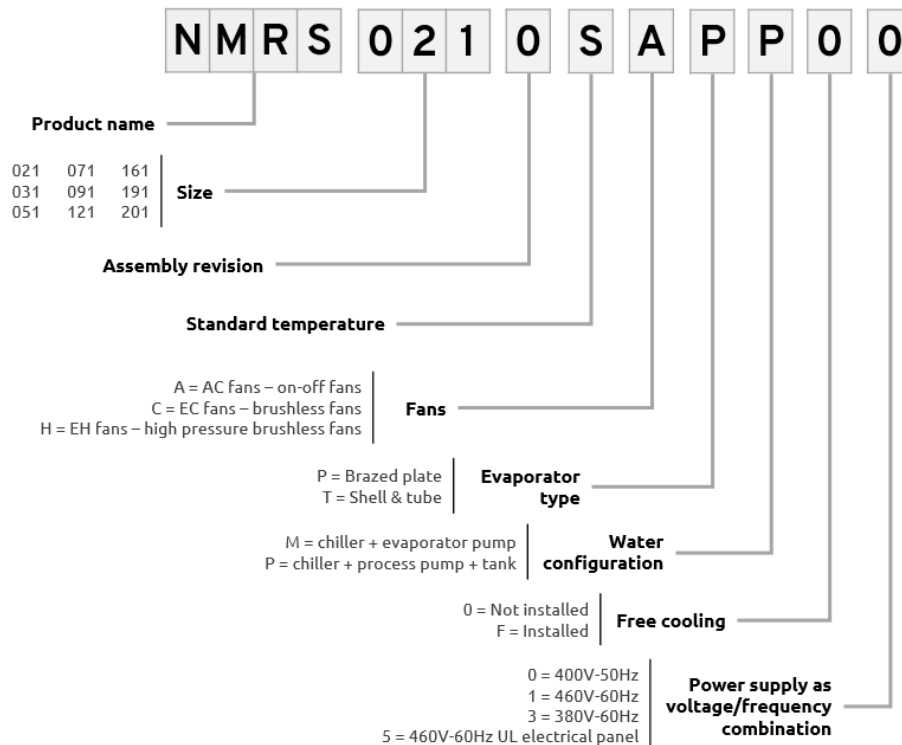 NMRS 021 0 S A P P 0 0
Product name
021 071 161
031 091 191
051 121 201
Size
Assembly revision
Standard temperature
A = AC fans – on-off fans
C = EC fans – brushless fans
H = EH fans – high pressure brushless fans
Fans
P = Brazed plate
T = Shell & tube
Evaporator
type
M = chiller + evaporator pump
P = chiller + process pump + tank
Water
configuration
0 = Not installed
F = Installed
Free cooling
0 = 400V-50Hz
1 = 460V-60Hz
3 = 380V-60Hz
5 = 460V-60Hz UL electrical panel
Power supply as
voltage/frequency
combination